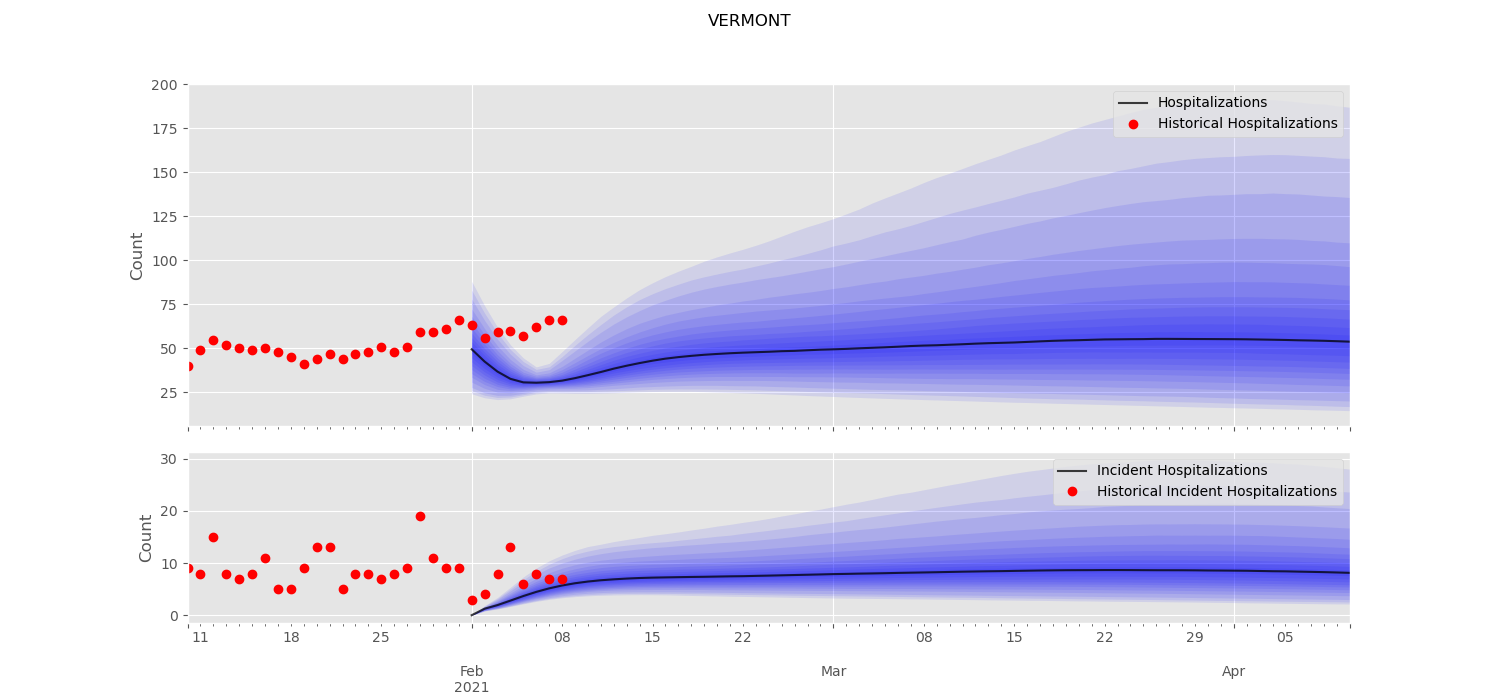 VERMONT
200
175
150
125
100
75
50
25
Count
Hospitalizations
Historical Hospitalizations
30
20
10
0
Count
Incident Hospitalizations
Historical Incident Hospitalizations
11 18 25 08 15 22 08 15 22 29 05
Feb Mar Apr
2021